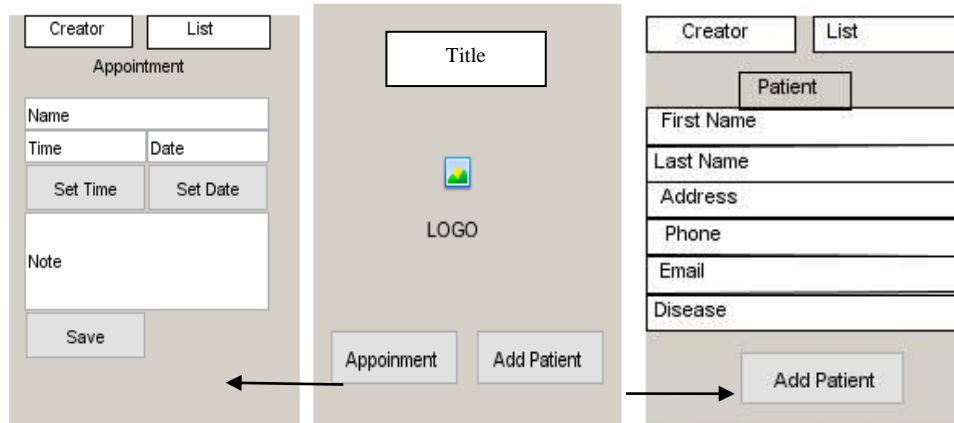 Creator List
Appointment
Name
Time Date
Set Time Set Date
Note
Save
Title
LOGO
Appoinment Add Patient
Creator List
Patient
First Name
Last Name
Address
Phone
Email
Disease
Add Patient